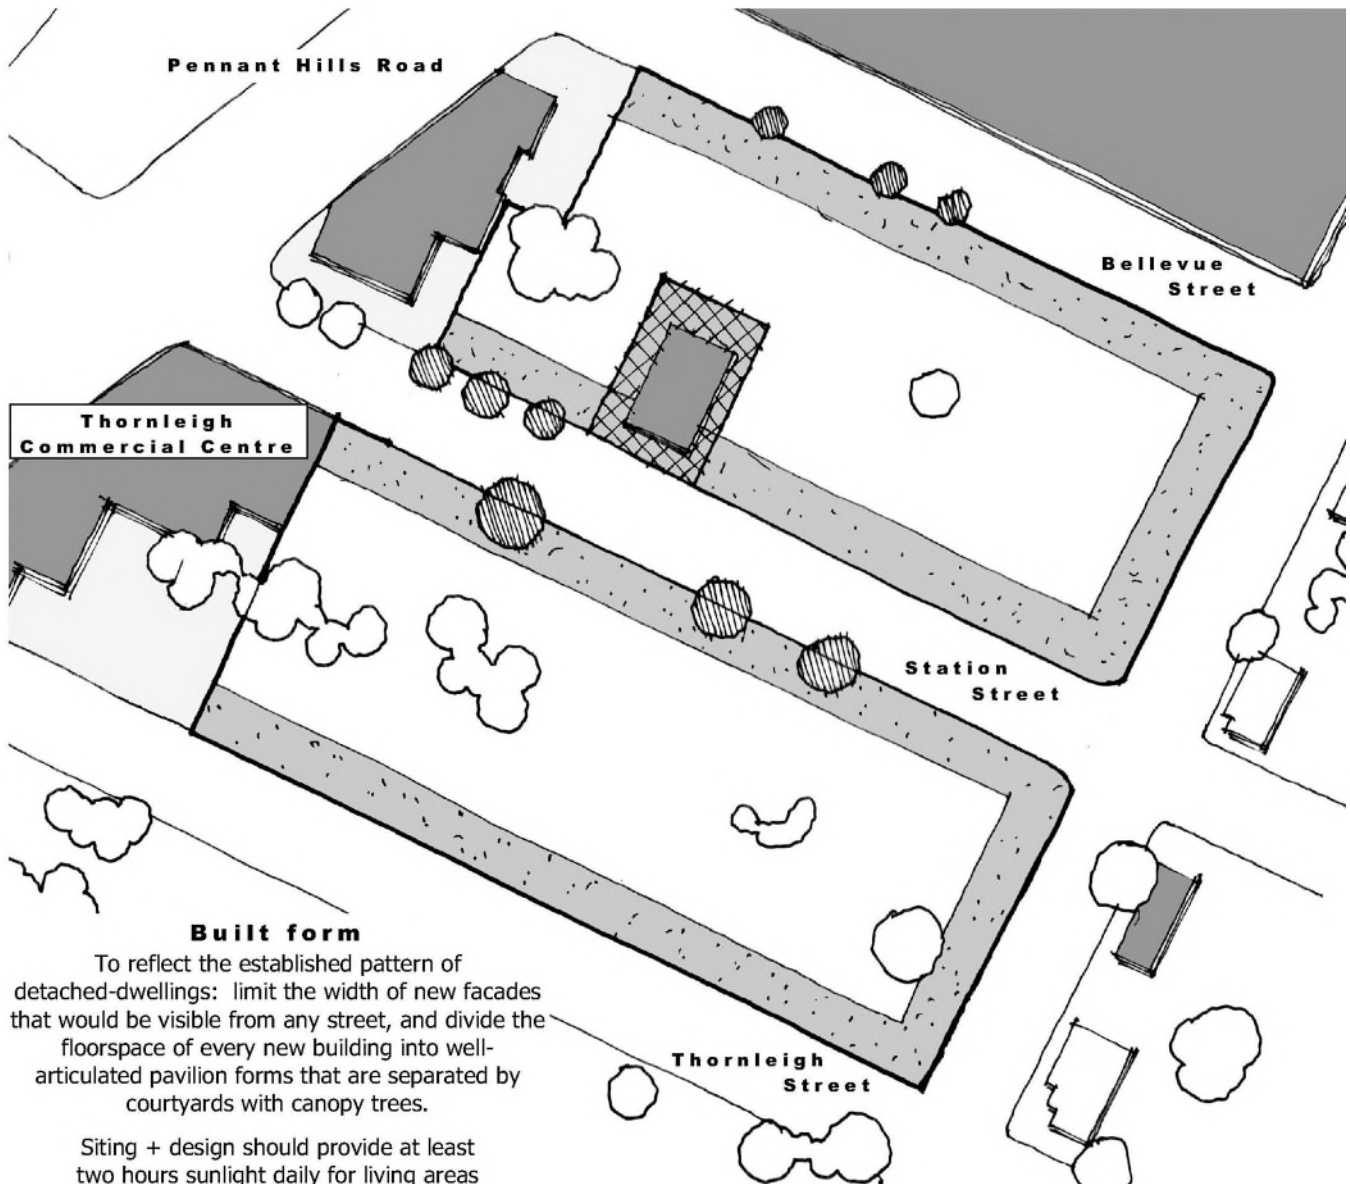 Pennant Hills Road
Bellevue
Street
Thornleigh
Commercial Centre
Station
Street
Built form
To reflect the established pattern of
detached-dwellings: limit the width of new facades
that would be visible from any street, and divide the
floorspace of every new building into well-
articulated pavilion forms that are separated by
courtyards with canopy trees.
Thornleigh
Street
Siting + design should provide at least
two hours sunlight daily for living areas